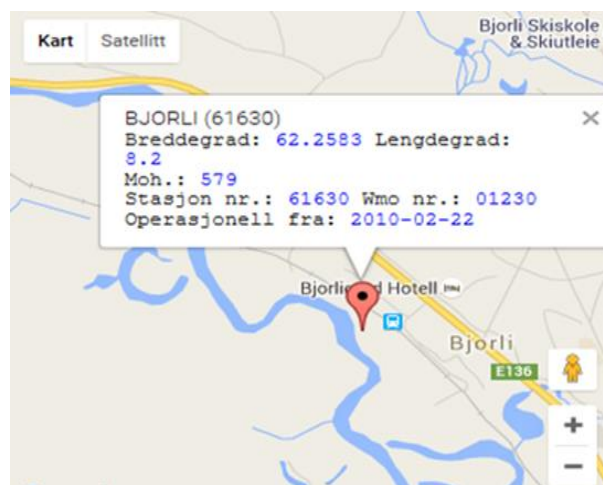 Kart Satellitt
Bjorli Skiskole
& Skiutleie
BJORLI (61630)
Breddegrad: 62.2583 Lengdegrad:
8.2
Moh.: 579
Stasjon nr.: 61630 Wmo nr.: 01230
Operasjonell fra: 2010-02-22
Hotell
Bjorli
E136